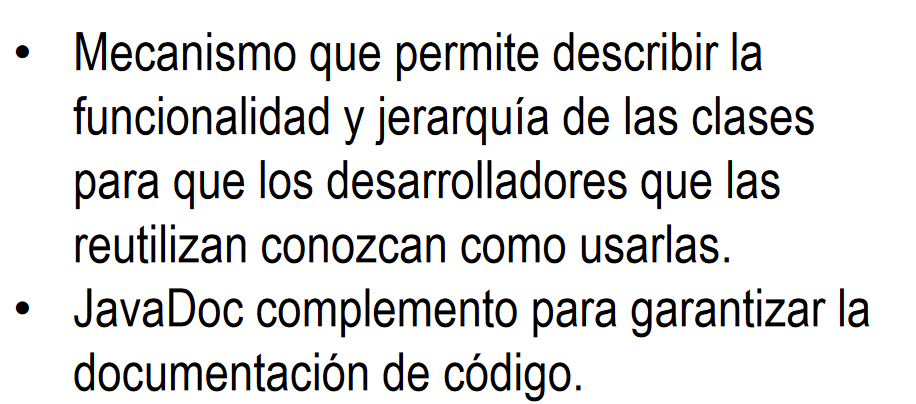 • Mecanismo que permite describir la
funcionalidad y jerarquía de las clases
para que los desarrolladores que las
reutilizan conozcan como usarlas.
• JavaDoc complemento para garantizar la
documentación de código.